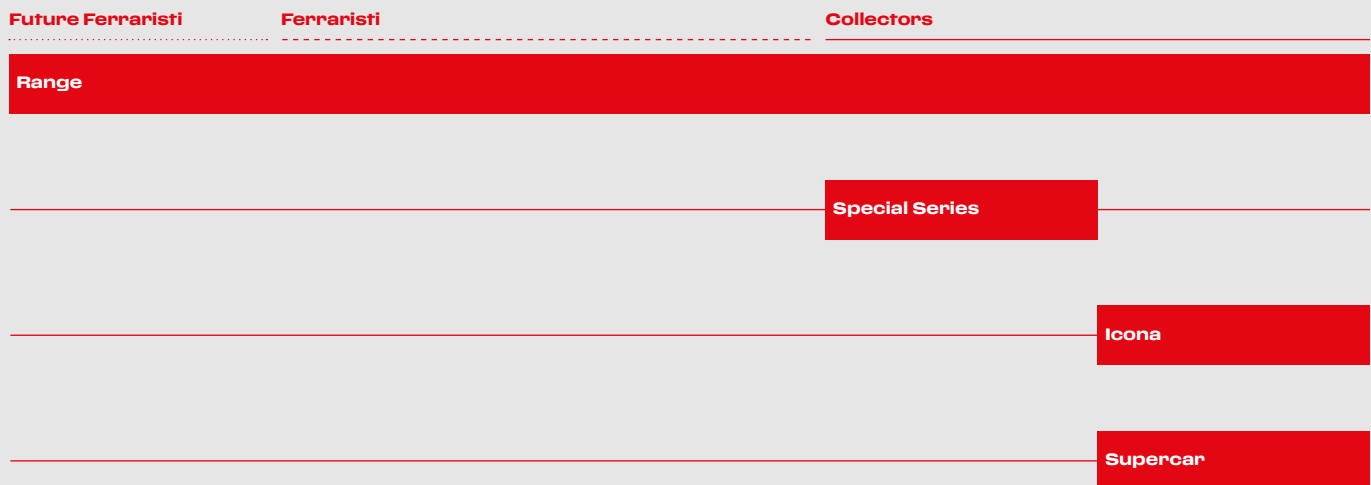 Future Ferraristi
Ferraristi
Collectors
Range
Special Series
Icona
Supercar